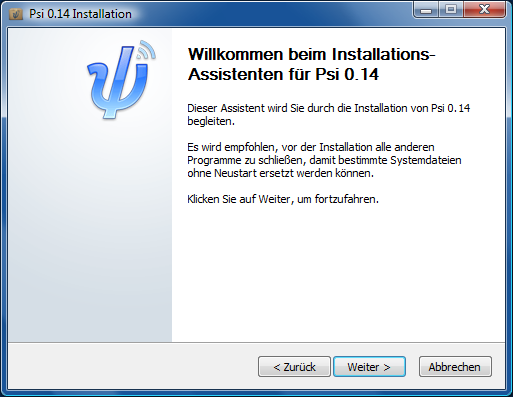 Psi 0.14 Installation
Willkommen beim Installations-
Assistenten für Psi 0.14
Dieser Assistent wird Sie durch die Installation von Psi 0.14
begleiten.
Es wird empfohlen, vor der Installation alle anderen
Programme zu schließen, damit bestimmte Systemdateien
ohne Neustart ersetzt werden können.
Klicken Sie auf Weiter, um fortzufahren.
< Zurück Weiter > Abbrechen